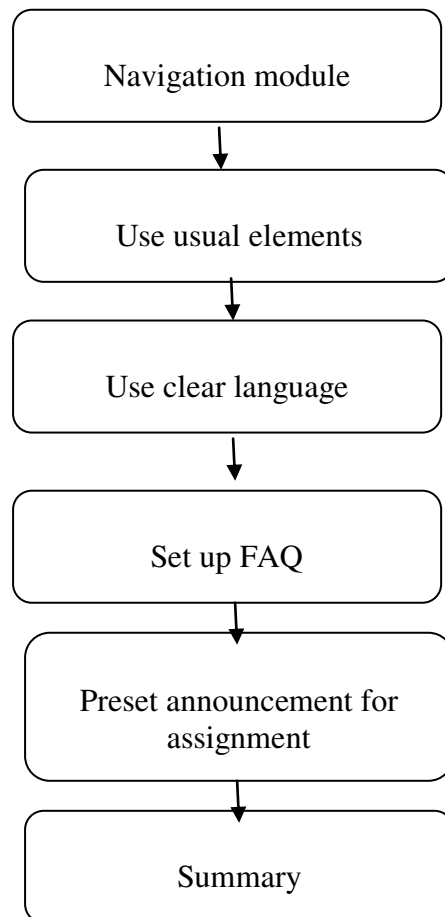 Navigation module
Use usual elements
Use clear language
Set up FAQ
Preset announcement for
assignment
Summary